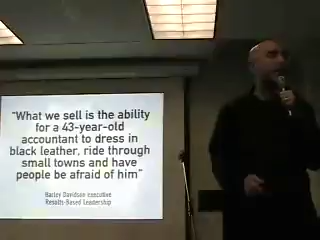 "What we sell is the ability
for a 43-year-old
accountant to dress in
black leather, ride through
small towns and have
people be afraid of him"
Harley Davidson executive
Results-Based Leadership